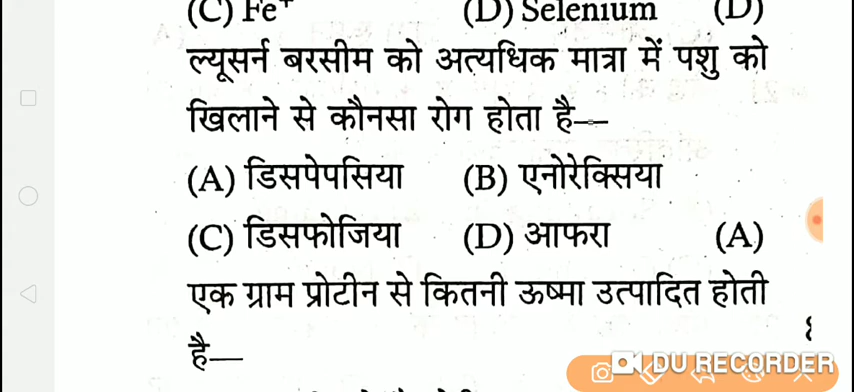 (C) Fe⁺ (D) Selenium (D)
ल्यूसर्न बरसीम को अत्यधिक मात्रा में पशु को
खिलाने से कौनसा रोग होता है—
(A) डिसपेपसिया (B) एनोरेक्सिया
(C) डिसफोजिया (D) आफरा (A)
एक ग्राम प्रोटीन से कितनी ऊष्मा उत्पादित होती
है—
DU RECORDER